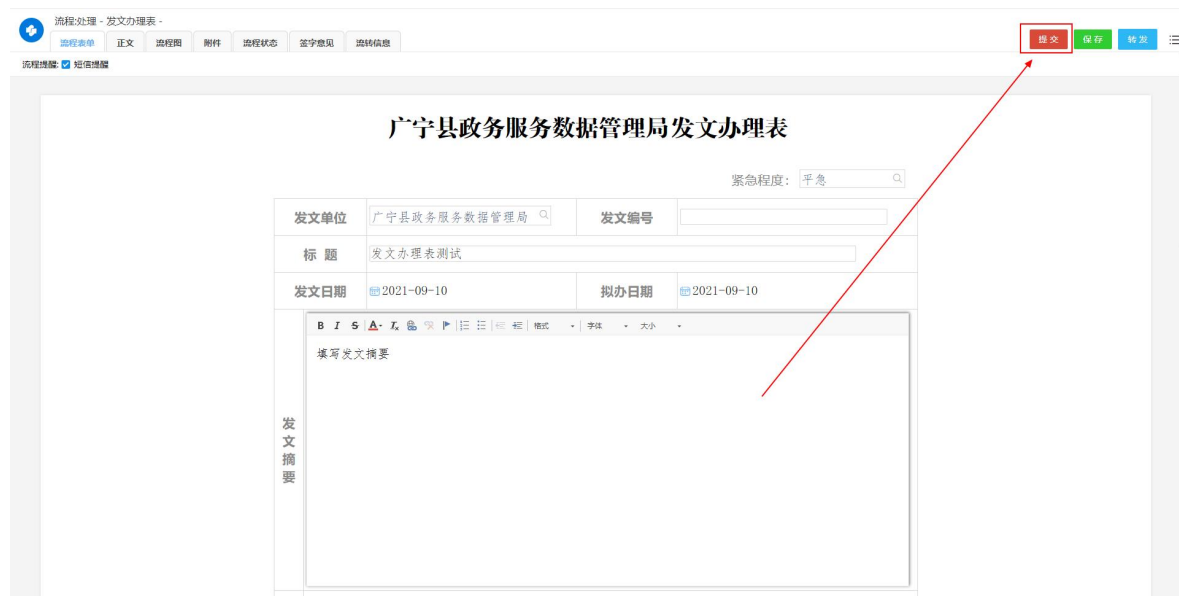 流程:处理 - 发文办理表 -
流程表单 正文 流程图 附件 流程状态 签字意见 流转信息
提交 保存 转发
流程提醒: 短信提醒
广宁县政务服务数据管理局发文办理表
紧急程度: 平急
发文单位 广宁县政务服务数据管理局 发文编号
标 题 发文办理表测试
发文日期 2021-09-10 拟办日期 2021-09-10
B I S A Tx 格式 字体 大小
填写发文摘要
发
文
摘
要